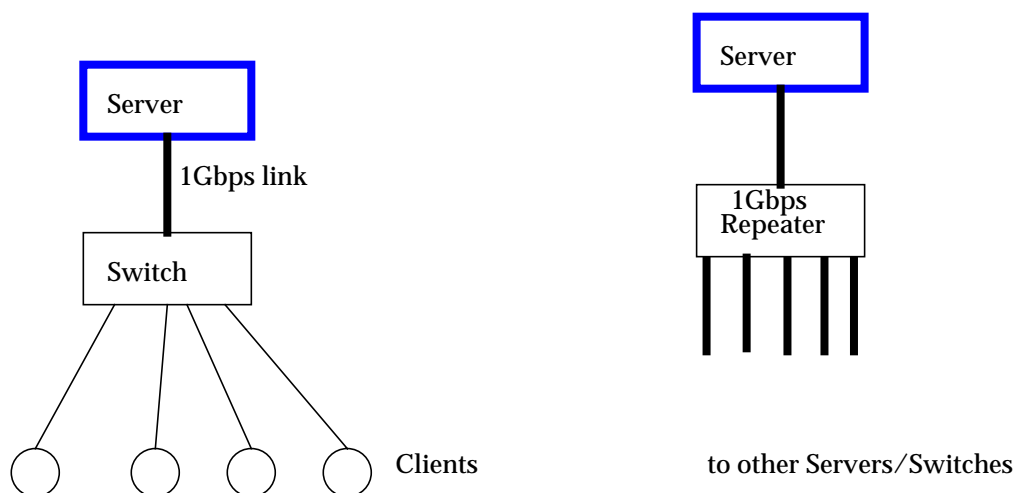 Server
1Gbps link
Switch
Clients
Server
1Gbps
Repeater
to other Servers/Switches